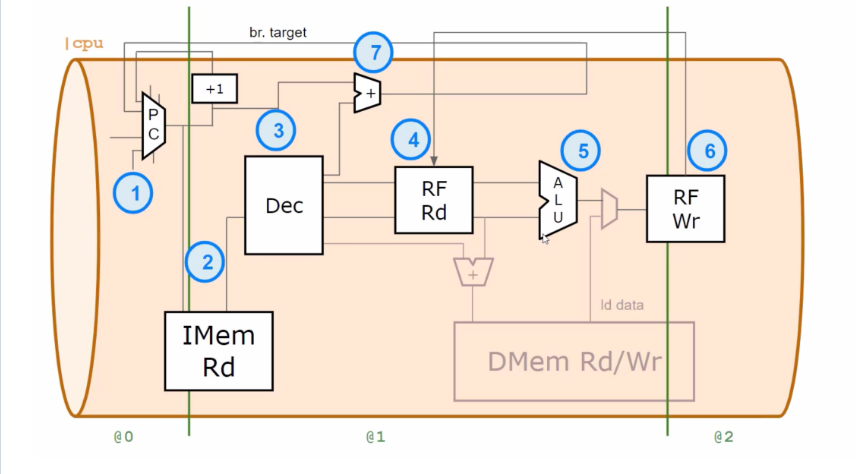 br. target
|cpu
7
+1
P
C
+
3
4
5
6
1
Dec
RF
Rd
A
L
U
RF
Wr
2
+
ld data
IMem
Rd
DMem Rd/Wr
@0
@1
@2